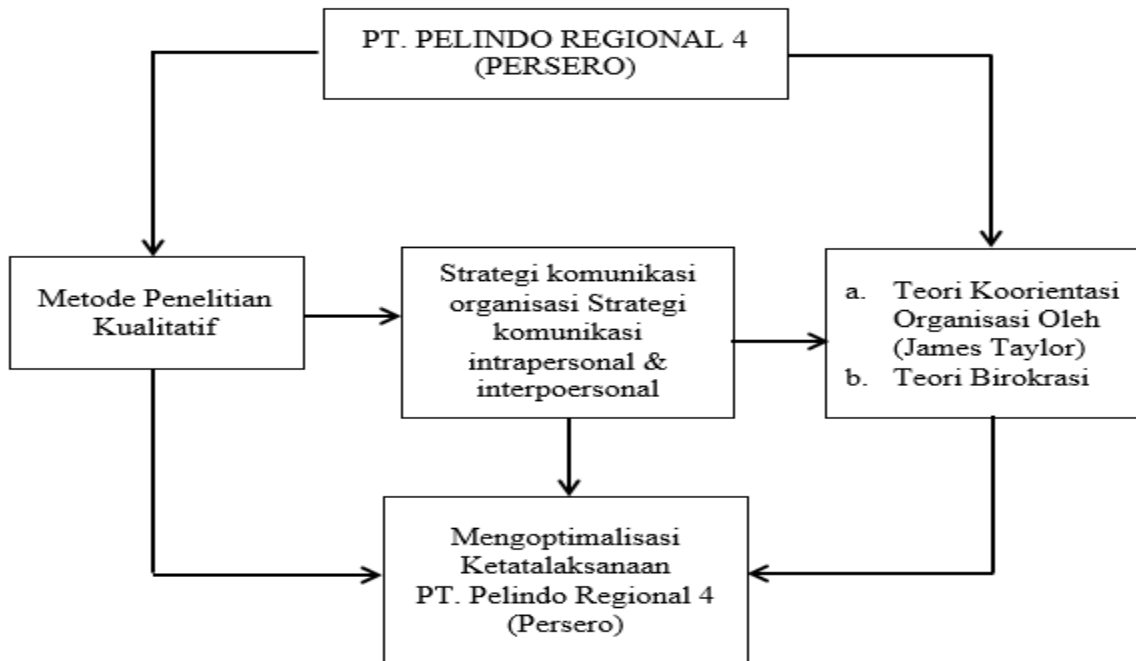 PT. PELINDO REGIONAL 4
(PERSERO)
Metode Penelitian
Kualitatif
Strategi komunikasi
organisasi Strategi
komunikasi
intrapersonal &
interpoersonal
a. Teori Koorientasi
Organisasi Oleh
(James Taylor)
b. Teori Birokrasi
Mengoptimalisasi
Ketatalaksanaan
PT. Pelindo Regional 4
(Persero)